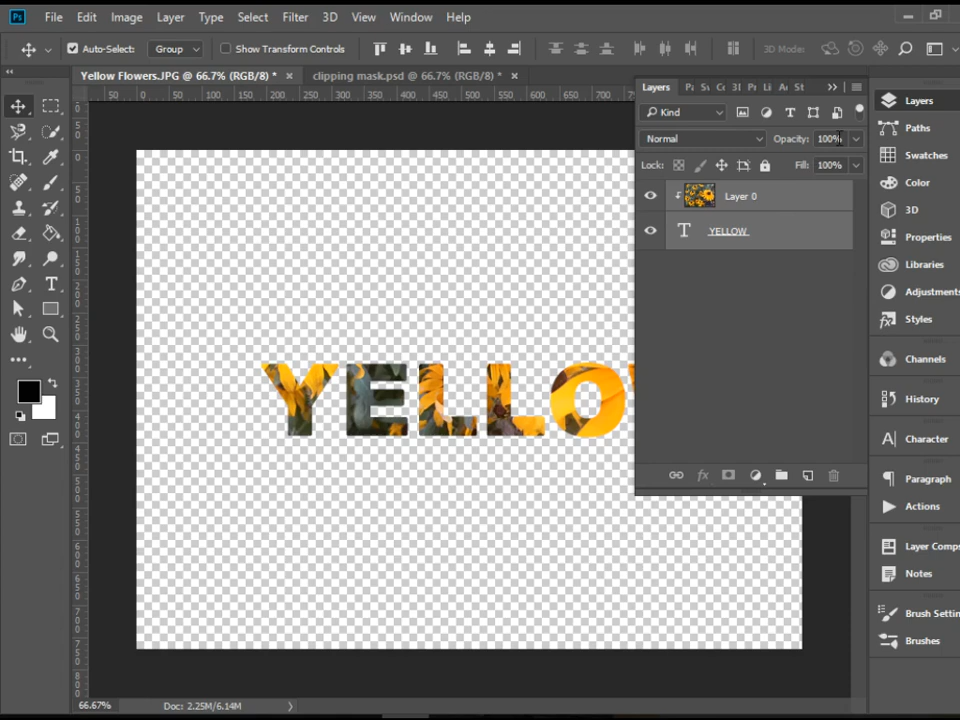 Ps File Edit Image Layer Type Select Filter 3D View Window Help
Auto-Select: Group Show Transform Controls 3D Mode:
Yellow Flowers.JPG @ 66.7% (RGB/8) * × clipping mask.psd @ 66.7% (RGB/8) * ×
50 0 50 100 150 200 250 300 350 400 450 500 550 600 650 700
Layers
Kind
Normal Opacity: 100%
Lock: Fill: 100%
Layer 0
T YELLOW
fx
Layers
Paths
Swatches
Color
3D
Properties
Libraries
Adjustments
Styles
Channels
History
Character
Paragraph
Actions
Layer Comps
Notes
Brush Settin
Brushes
YELLO
66.67% Doc: 2.25M/6.14M